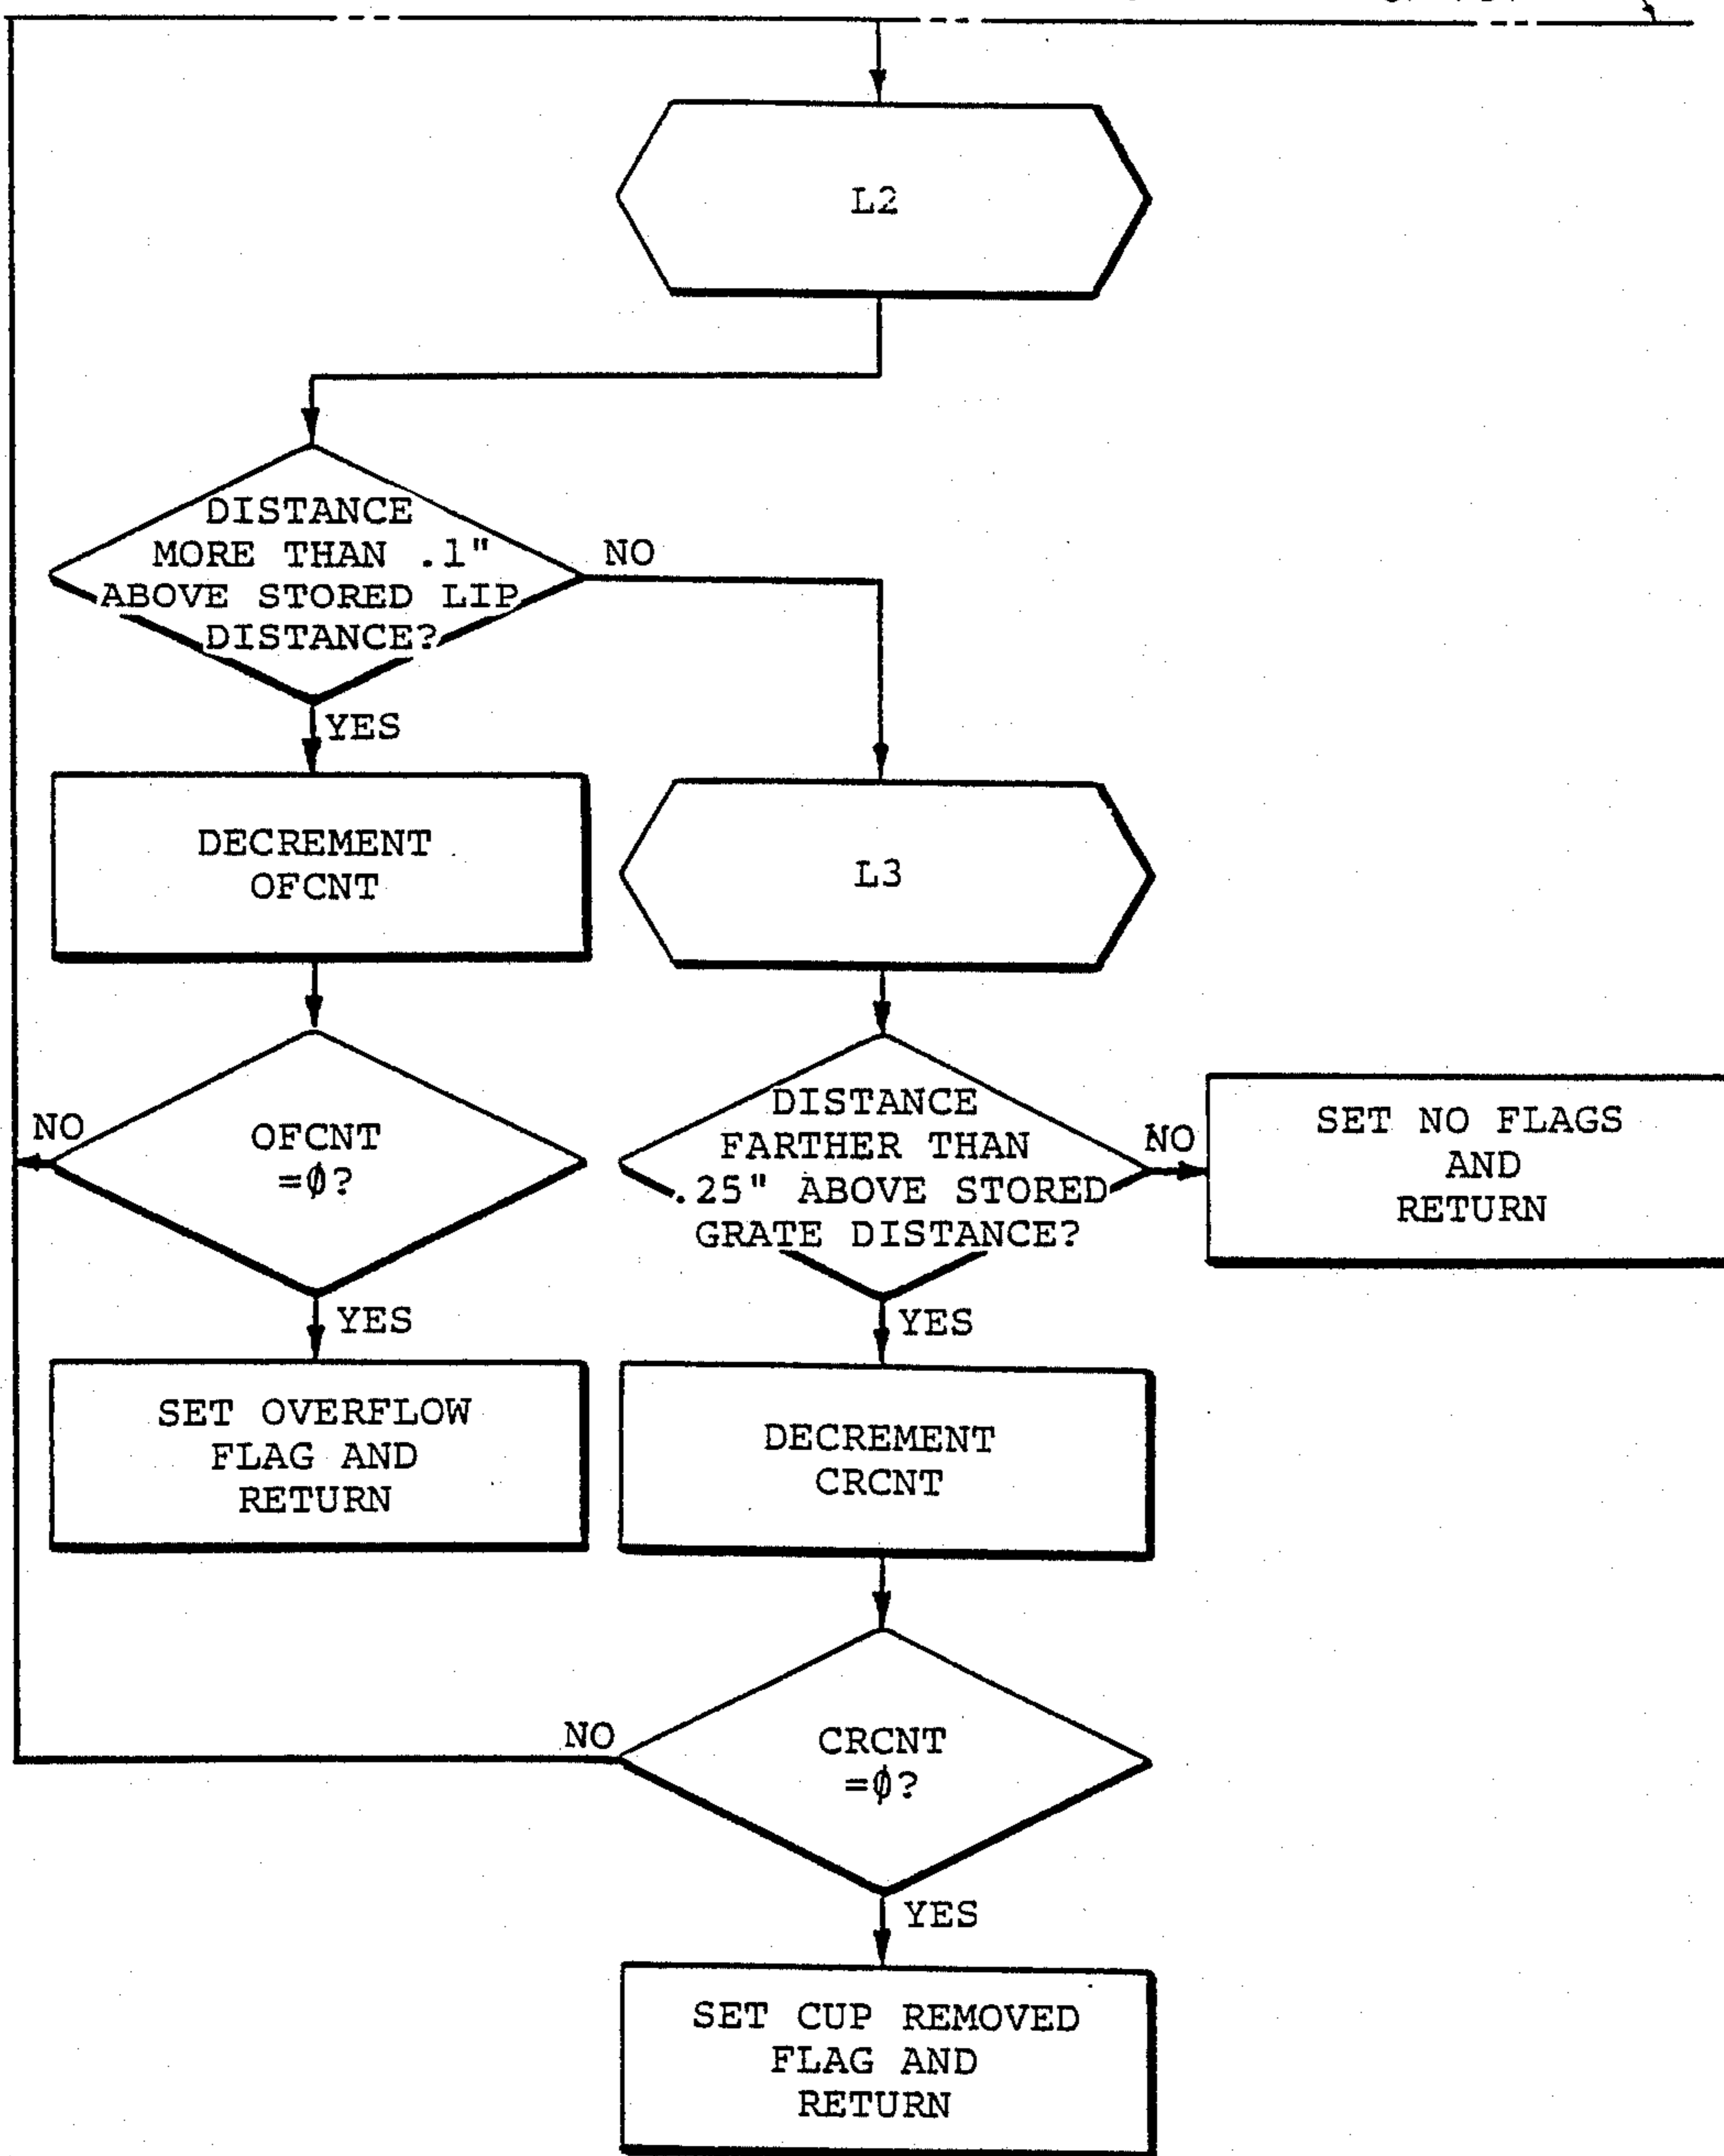 L2
DISTANCE
MORE THAN .1"
ABOVE STORED LIP
DISTANCE?
NO
YES
DECREMENT
OFCNT
L3
NO
OFCNT
=∅?
DISTANCE
FARTHER THAN
.25" ABOVE STORED
GRATE DISTANCE?
NO
SET NO FLAGS
AND
RETURN
YES
YES
SET OVERFLOW
FLAG AND
RETURN
DECREMENT
CRCNT
NO
CRCNT
=∅?
YES
SET CUP REMOVED
FLAG AND
RETURN